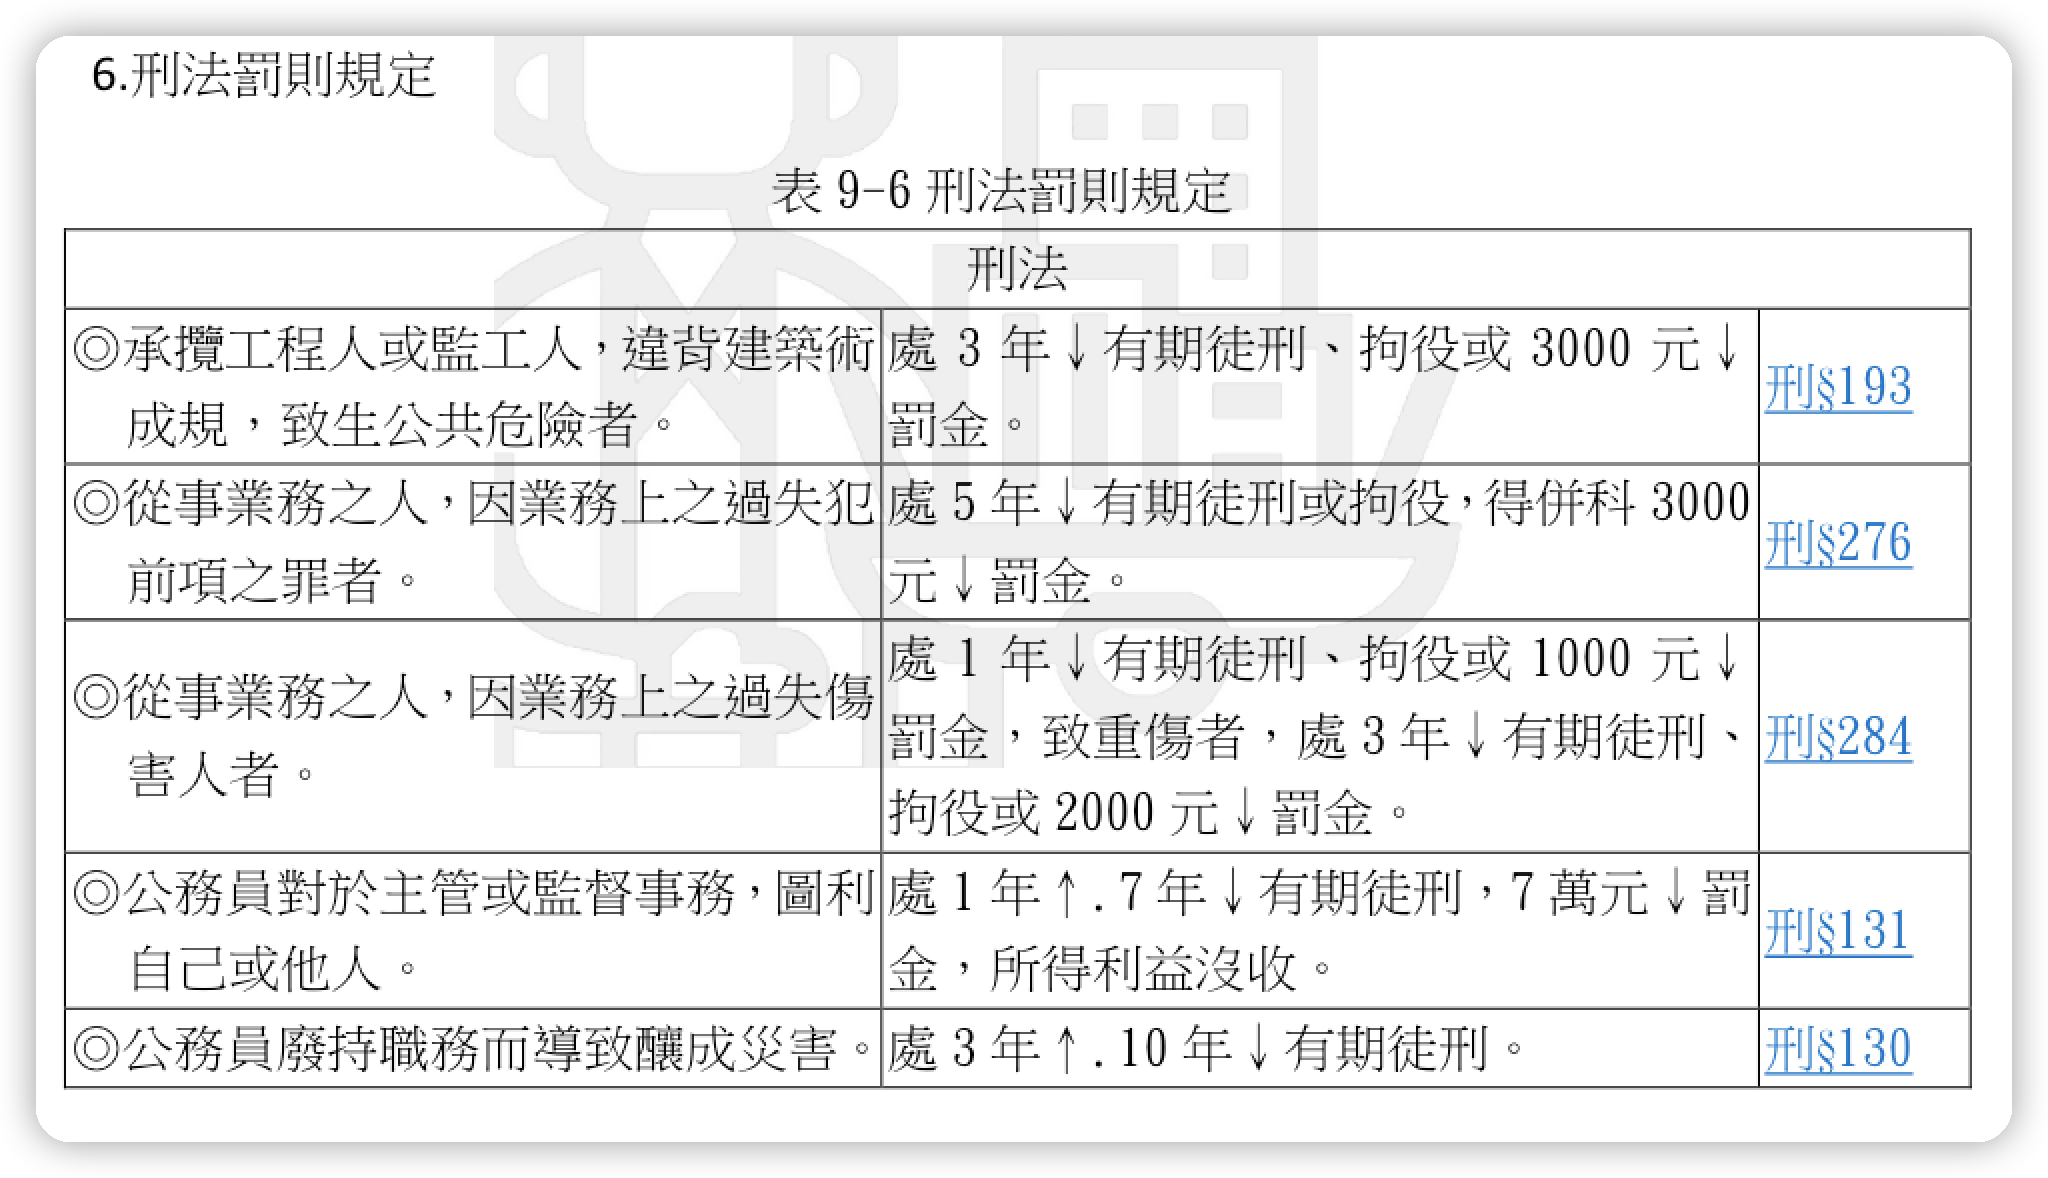 6.刑法罰則規定
表 9-6 刑法罰則規定
刑法
◎承攬工程人或監工人，違背建築術
成規，致生公共危險者。
處 3 年↓有期徒刑、拘役或 3000 元↓
罰金。
刑§193
◎從事業務之人，因業務上之過失犯
前項之罪者。
處 5 年↓有期徒刑或拘役，得併科 3000
元↓罰金。
刑§276
◎從事業務之人，因業務上之過失傷
害人者。
處 1 年↓有期徒刑、拘役或 1000 元↓
罰金，致重傷者，處 3 年↓有期徒刑、
拘役或 2000 元↓罰金。
刑§284
◎公務員對於主管或監督事務，圖利
自己或他人。
處 1 年↑.7 年↓有期徒刑，7 萬元↓罰
金，所得利益沒收。
刑§131
◎公務員廢持職務而導致釀成災害。
處 3 年↑.10 年↓有期徒刑。
刑§130